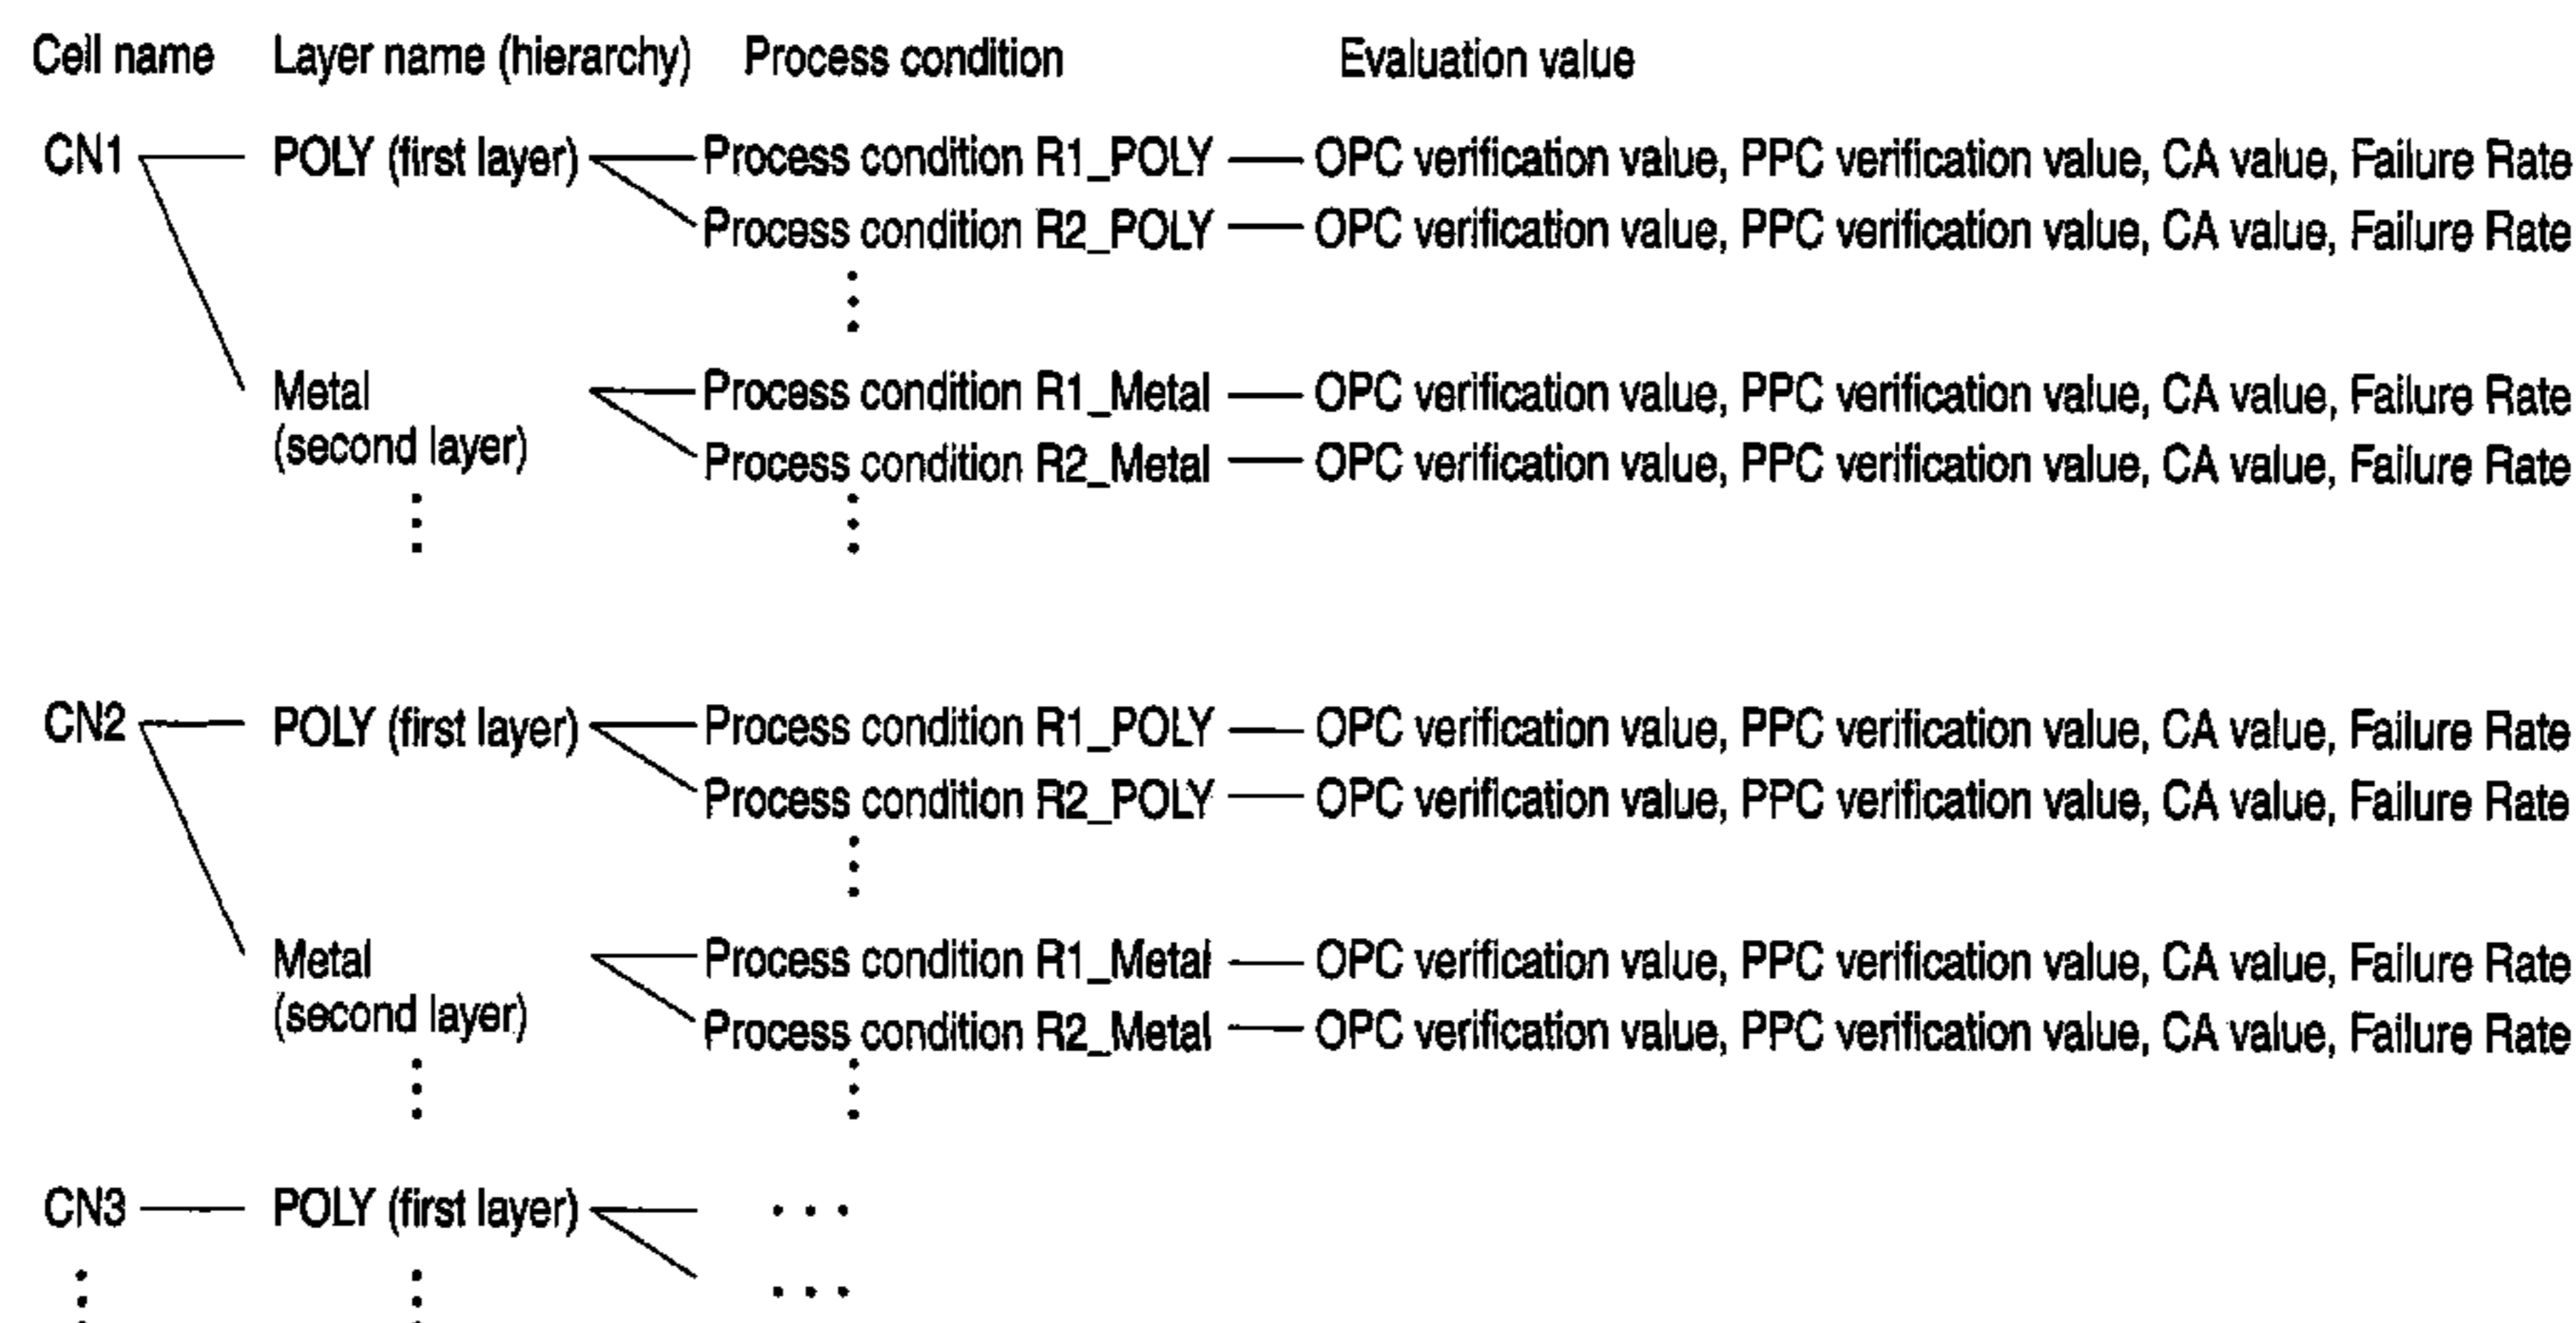 Cell name Layer name (hierarchy) Process condition Evaluation value
CN1 POLY (first layer) Process condition R1_POLY OPC verification value, PPC verification value, CA value, Failure Rate
Process condition R2_POLY OPC verification value, PPC verification value, CA value, Failure Rate
Metal Process condition R1_Metal OPC verification value, PPC verification value, CA value, Failure Rate
(second layer) Process condition R2_Metal OPC verification value, PPC verification value, CA value, Failure Rate
CN2 POLY (first layer) Process condition R1_POLY OPC verification value, PPC verification value, CA value, Failure Rate
Process condition R2_POLY OPC verification value, PPC verification value, CA value, Failure Rate
Metal Process condition R1_Metal OPC verification value, PPC verification value, CA value, Failure Rate
(second layer) Process condition R2_Metal OPC verification value, PPC verification value, CA value, Failure Rate
CN3 POLY (first layer) . . .
. . .